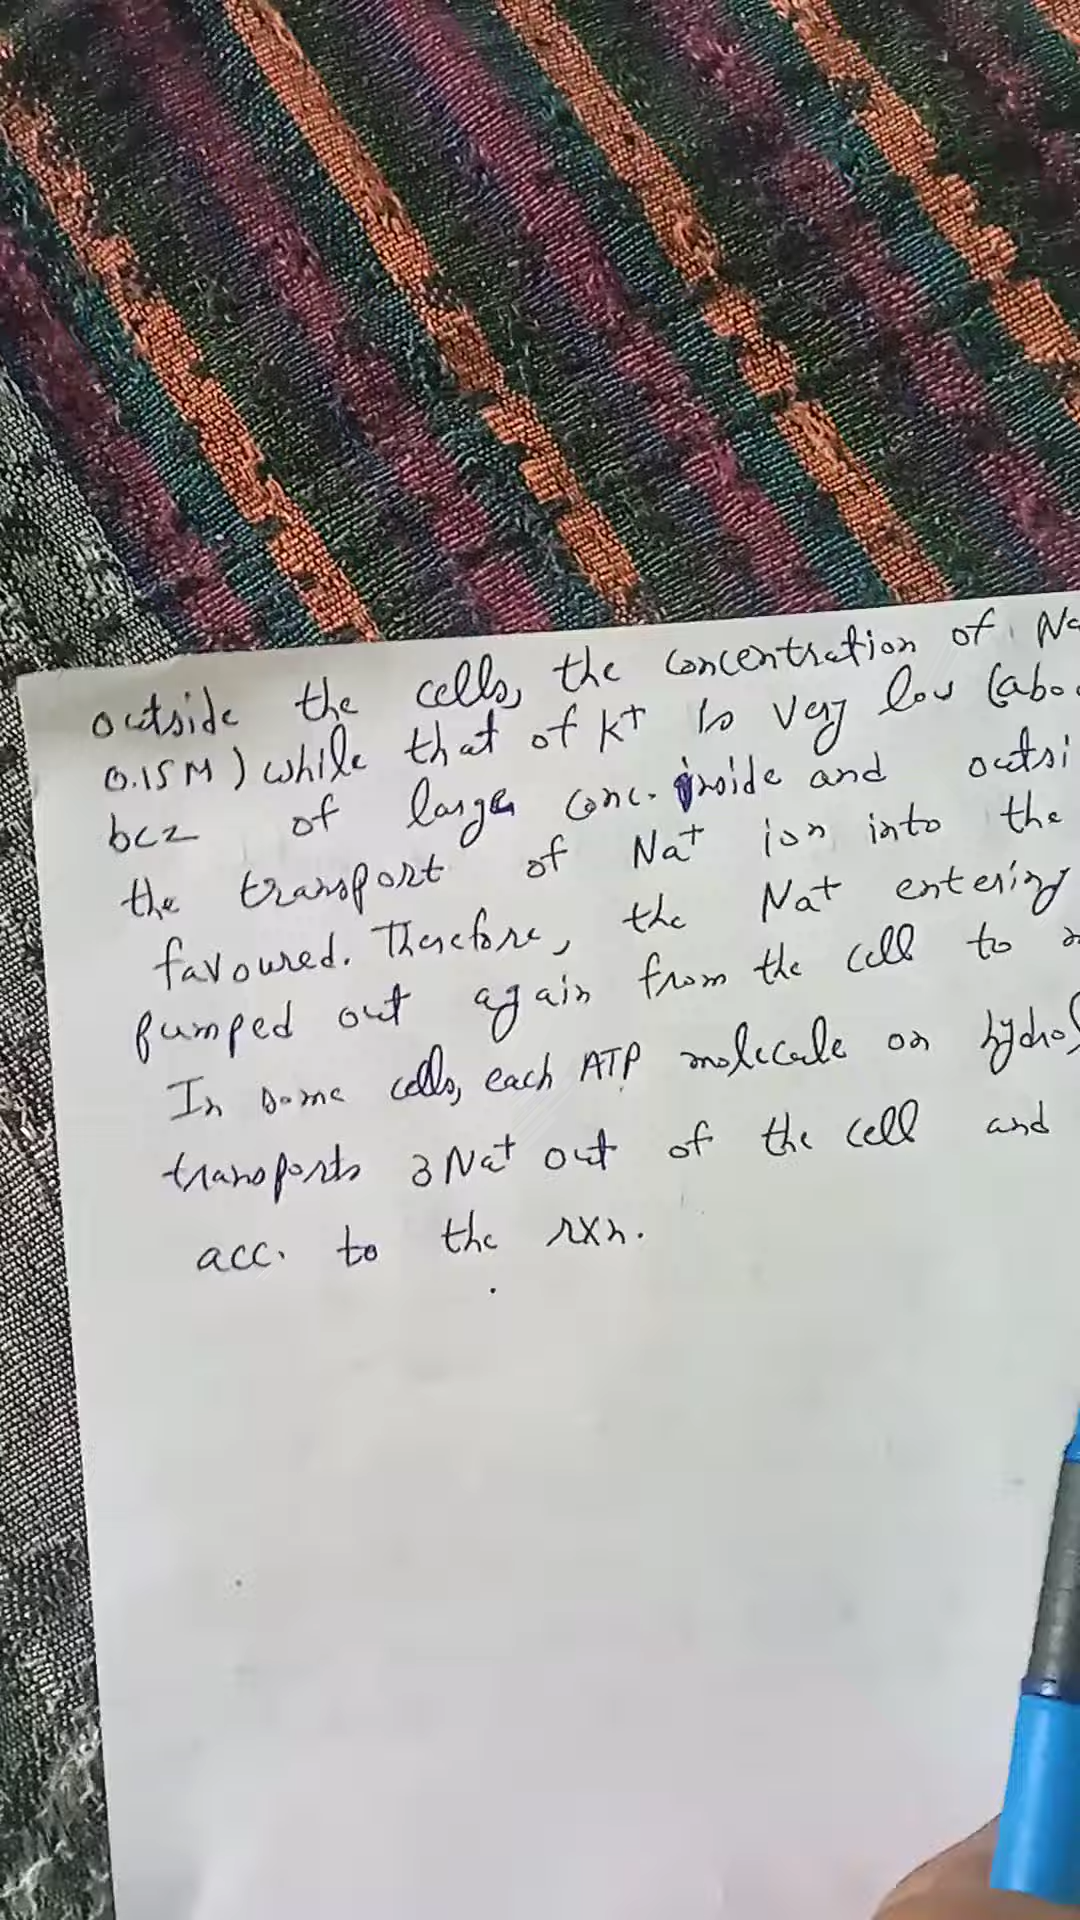 outside the cells, the concentration of Na
0.15M) while that of K+ is very low (abo
bcz of large conc. inside and outsi
the transport of Na+ ion into the
favoured. Therefore, the Na+ entering
pumped out again from the cell to
In some cells, each ATP molecule on hydrol
transports 3Na+ out of the cell and
acc. to the rxn.